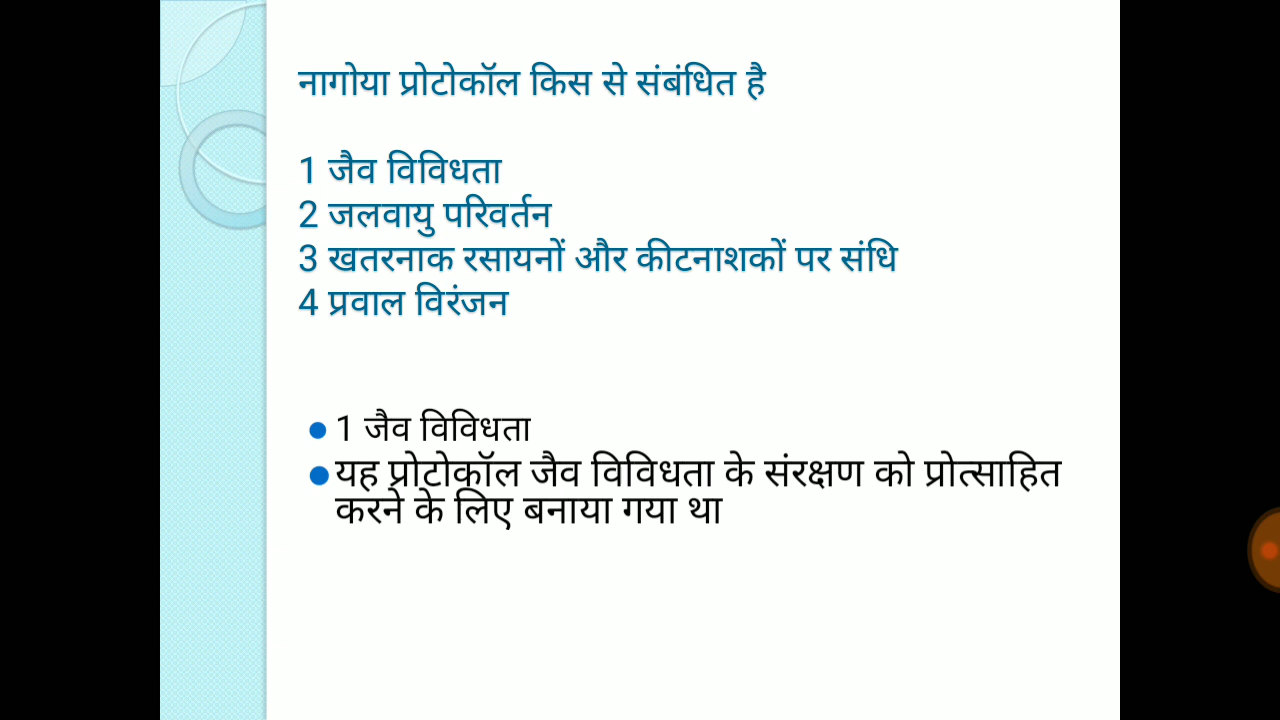 नागोया प्रोटोकॉल किस से संबंधित है
1 जैव विविधता
2 जलवायु परिवर्तन
3 खतरनाक रसायनों और कीटनाशकों पर संधि
4 प्रवाल विरंजन
● 1 जैव विविधता
● यह प्रोटोकॉल जैव विविधता के संरक्षण को प्रोत्साहित
करने के लिए बनाया गया था